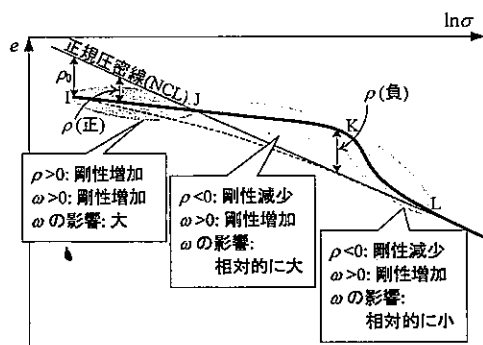 lnσ
e
正規圧密線(NCL)
ρ₀
I
J
ρ(正)
ρ(負)
K
L
ρ>0: 剛性増加
ω>0: 剛性増加
ωの影響: 大
ρ<0: 剛性減少
ω>0: 剛性増加
ωの影響:
相対的に大
ρ<0: 剛性減少
ω>0: 剛性増加
ωの影響:
相対的に小